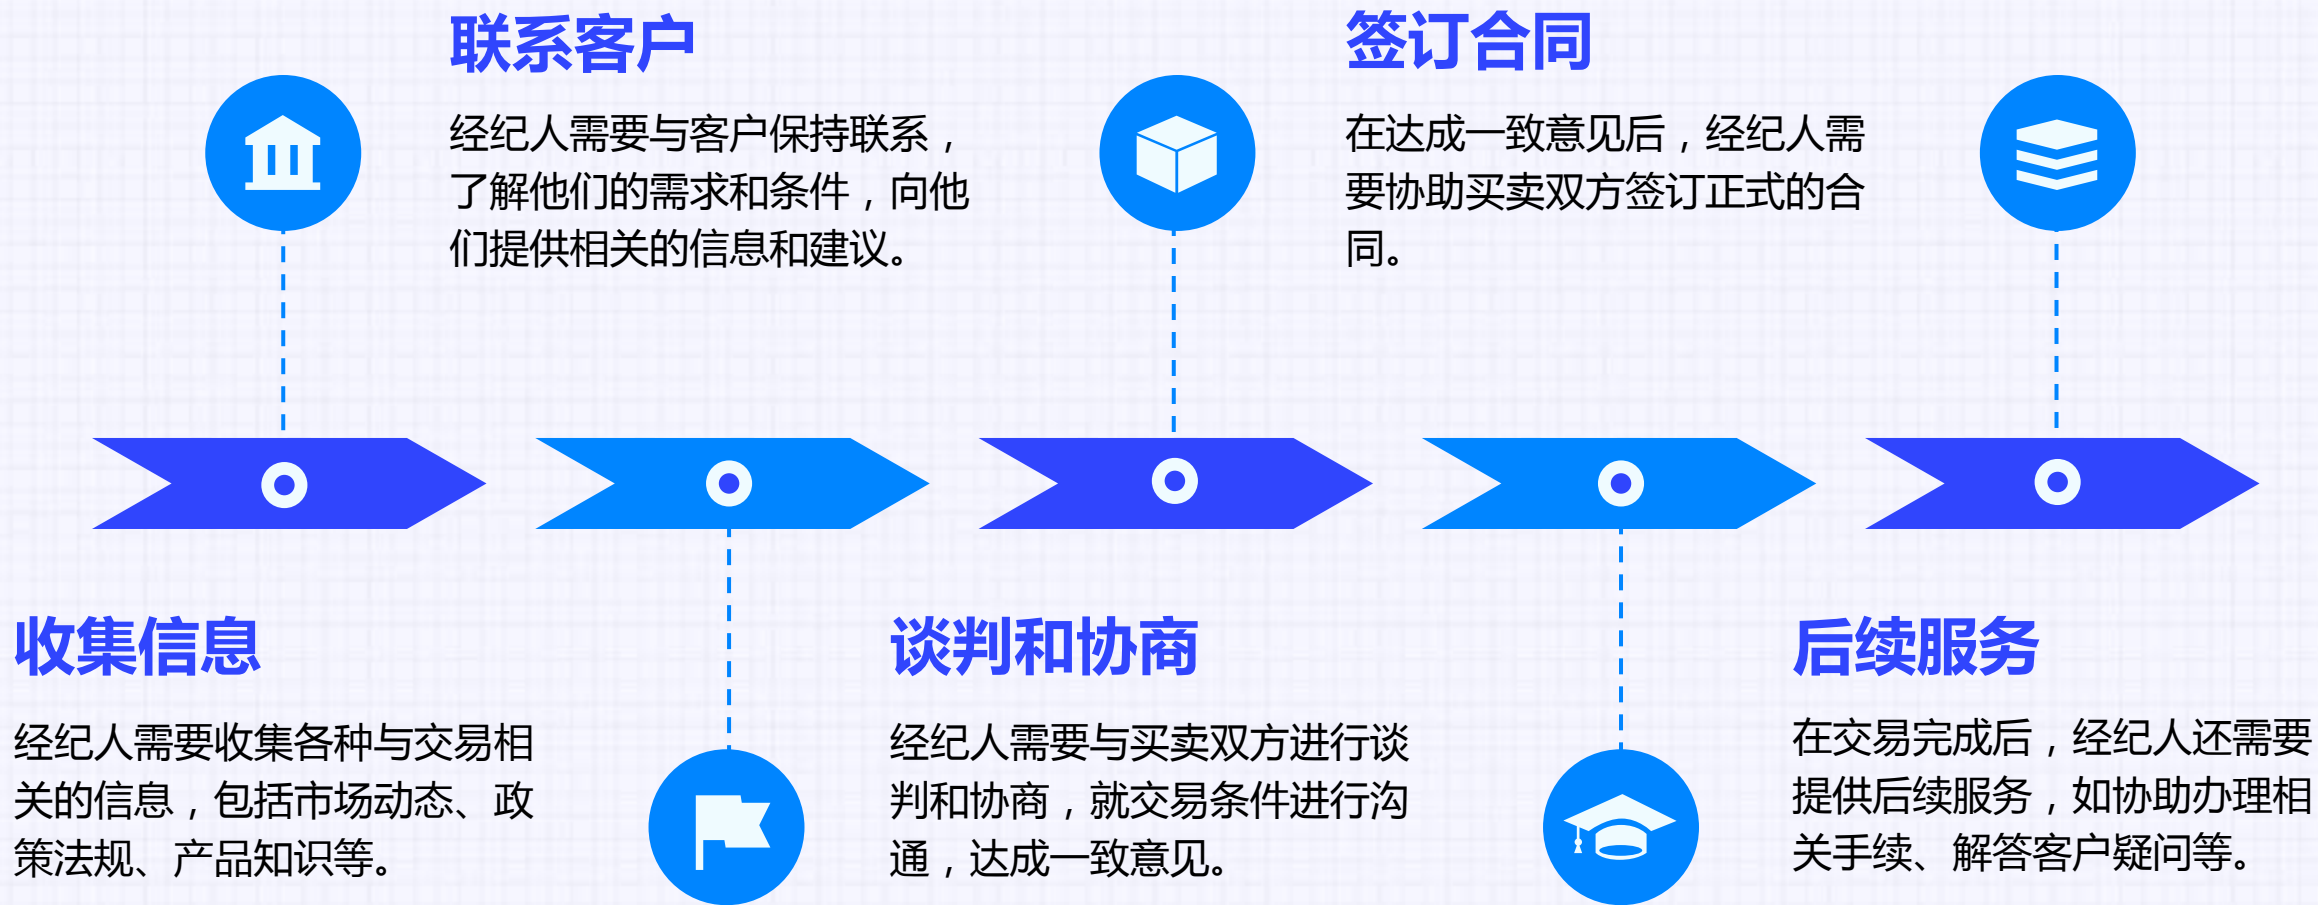 联系客户
经纪人需要与客户保持联系，
了解他们的需求和条件，向他
们提供相关的信息和建议。
签订合同
在达成一致意见后，经纪人需
要协助买卖双方签订正式的合
同。
收集信息
经纪人需要收集各种与交易相
关的信息，包括市场动态、政
策法规、产品知识等。
谈判和协商
经纪人需要与买卖双方进行谈
判和协商，就交易条件进行沟
通，达成一致意见。
后续服务
在交易完成后，经纪人还需要
提供后续服务，如协助办理相
关手续、解答客户疑问等。